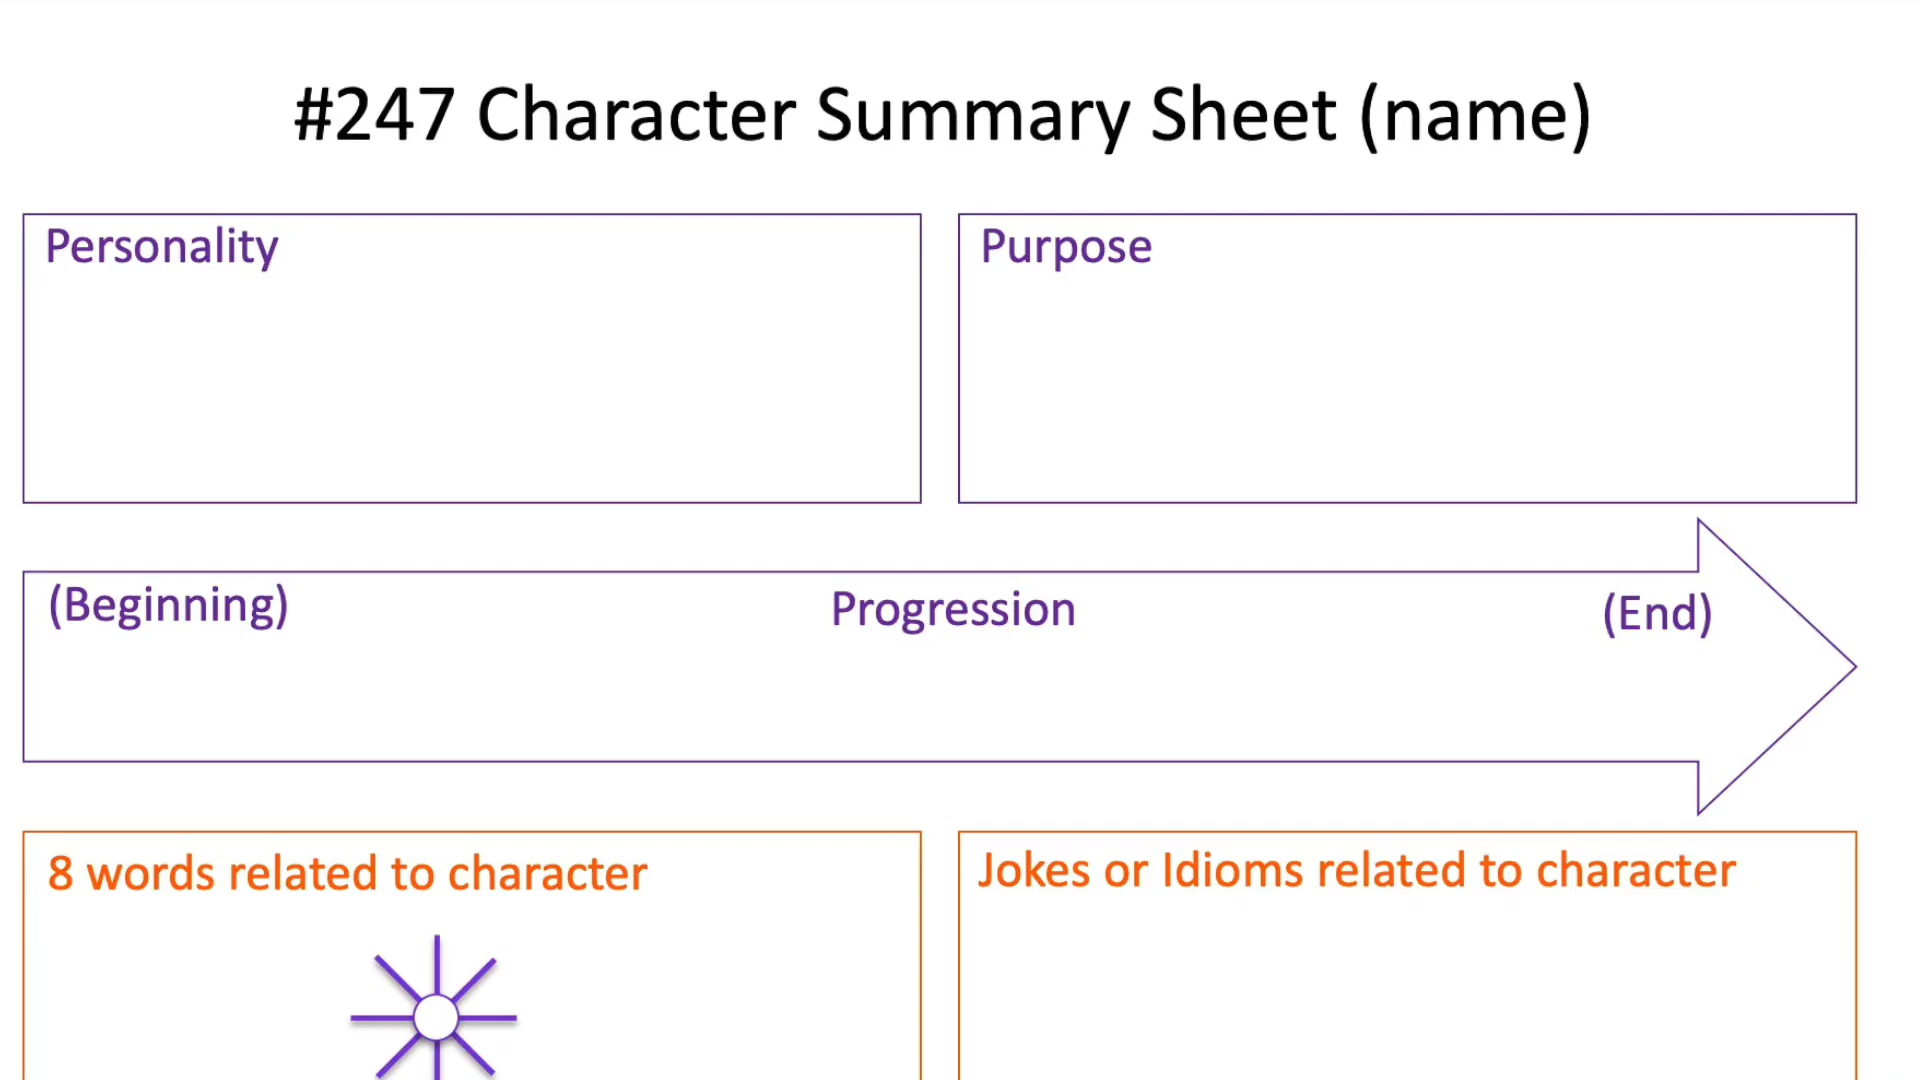 #247 Character Summary Sheet (name)
Personality
Purpose
(Beginning)
Progression
(End)
8 words related to character
Jokes or Idioms related to character